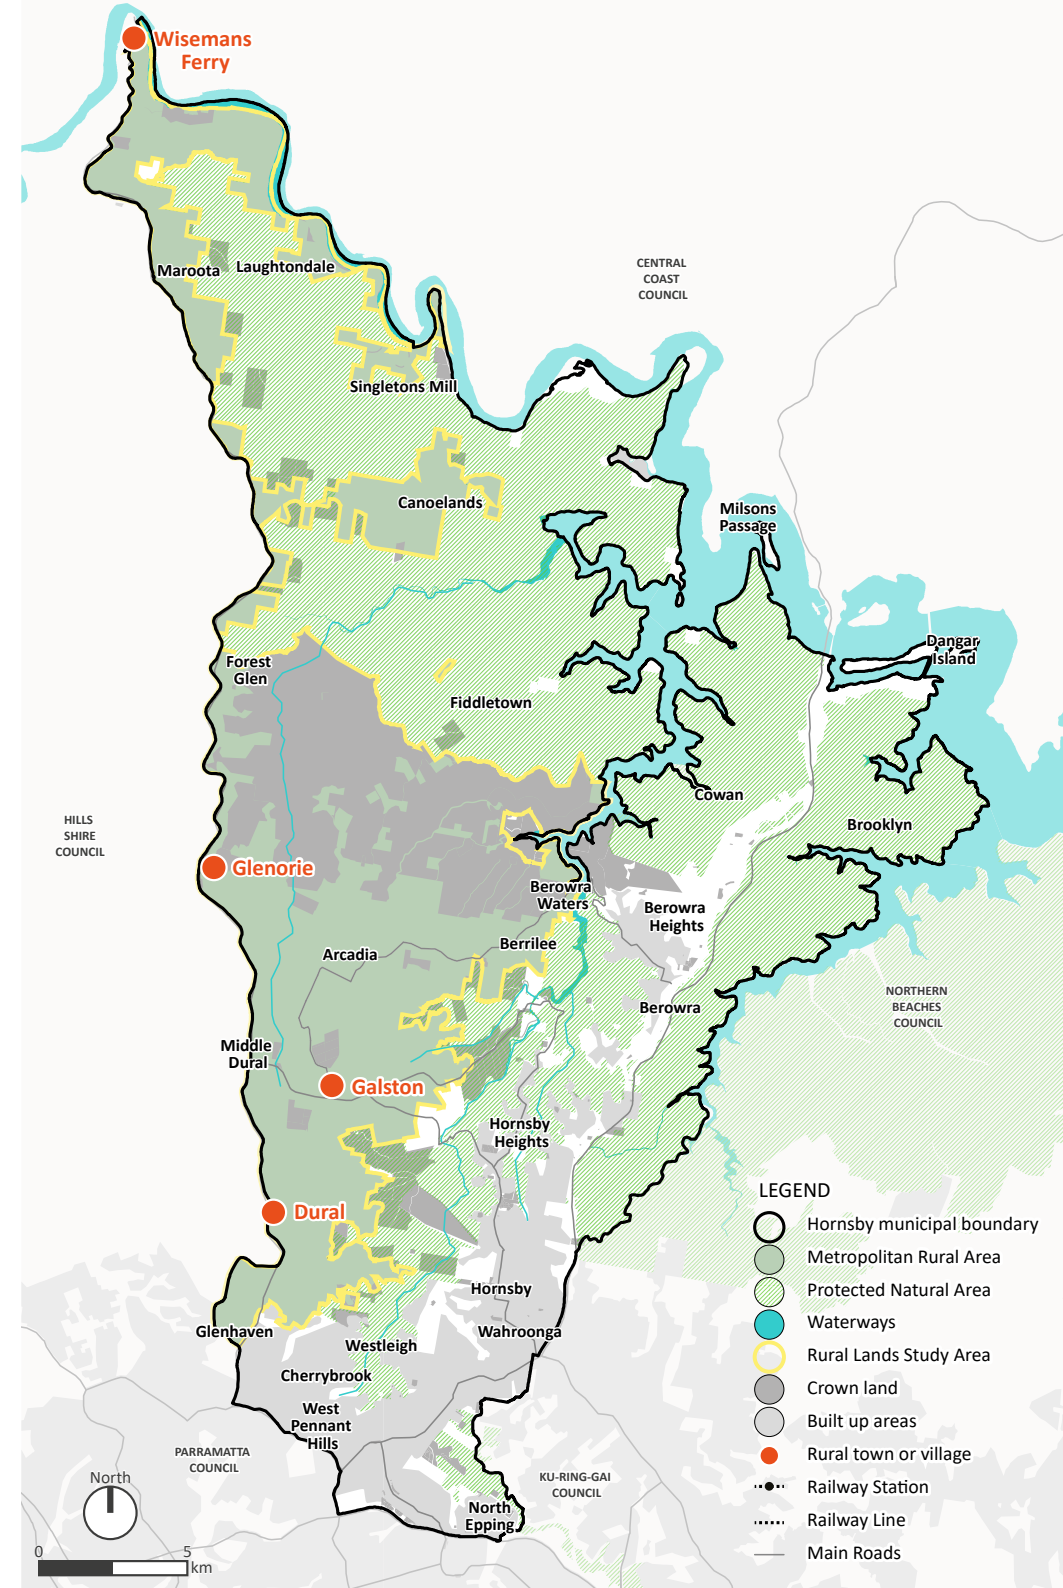 Wisemans
Ferry
CENTRAL
COAST
COUNCIL
Maroota
Laughtondale
Singletons Mill
Canoelands
Milsons
Passage
Dangar
Island
Forest
Glen
Fiddletown
Cowan
Brooklyn
HILLS
SHIRE
COUNCIL
Glenorie
Berowra
Waters
Berowra
Heights
Berrilee
Arcadia
NORTHERN
BEACHES
COUNCIL
Berowra
Middle
Dural
Galston
Hornsby
Heights
Dural
Hornsby
Glenhaven
Wahroonga
Westleigh
Cherrybrook
West
Pennant
Hills
PARRAMATTA
COUNCIL
KU-RING-GAI
COUNCIL
North
Epping
North
0
5
km
LEGEND
Hornsby municipal boundary
Metropolitan Rural Area
Protected Natural Area
Waterways
Rural Lands Study Area
Crown land
Built up areas
Rural town or village
Railway Station
Railway Line
Main Roads